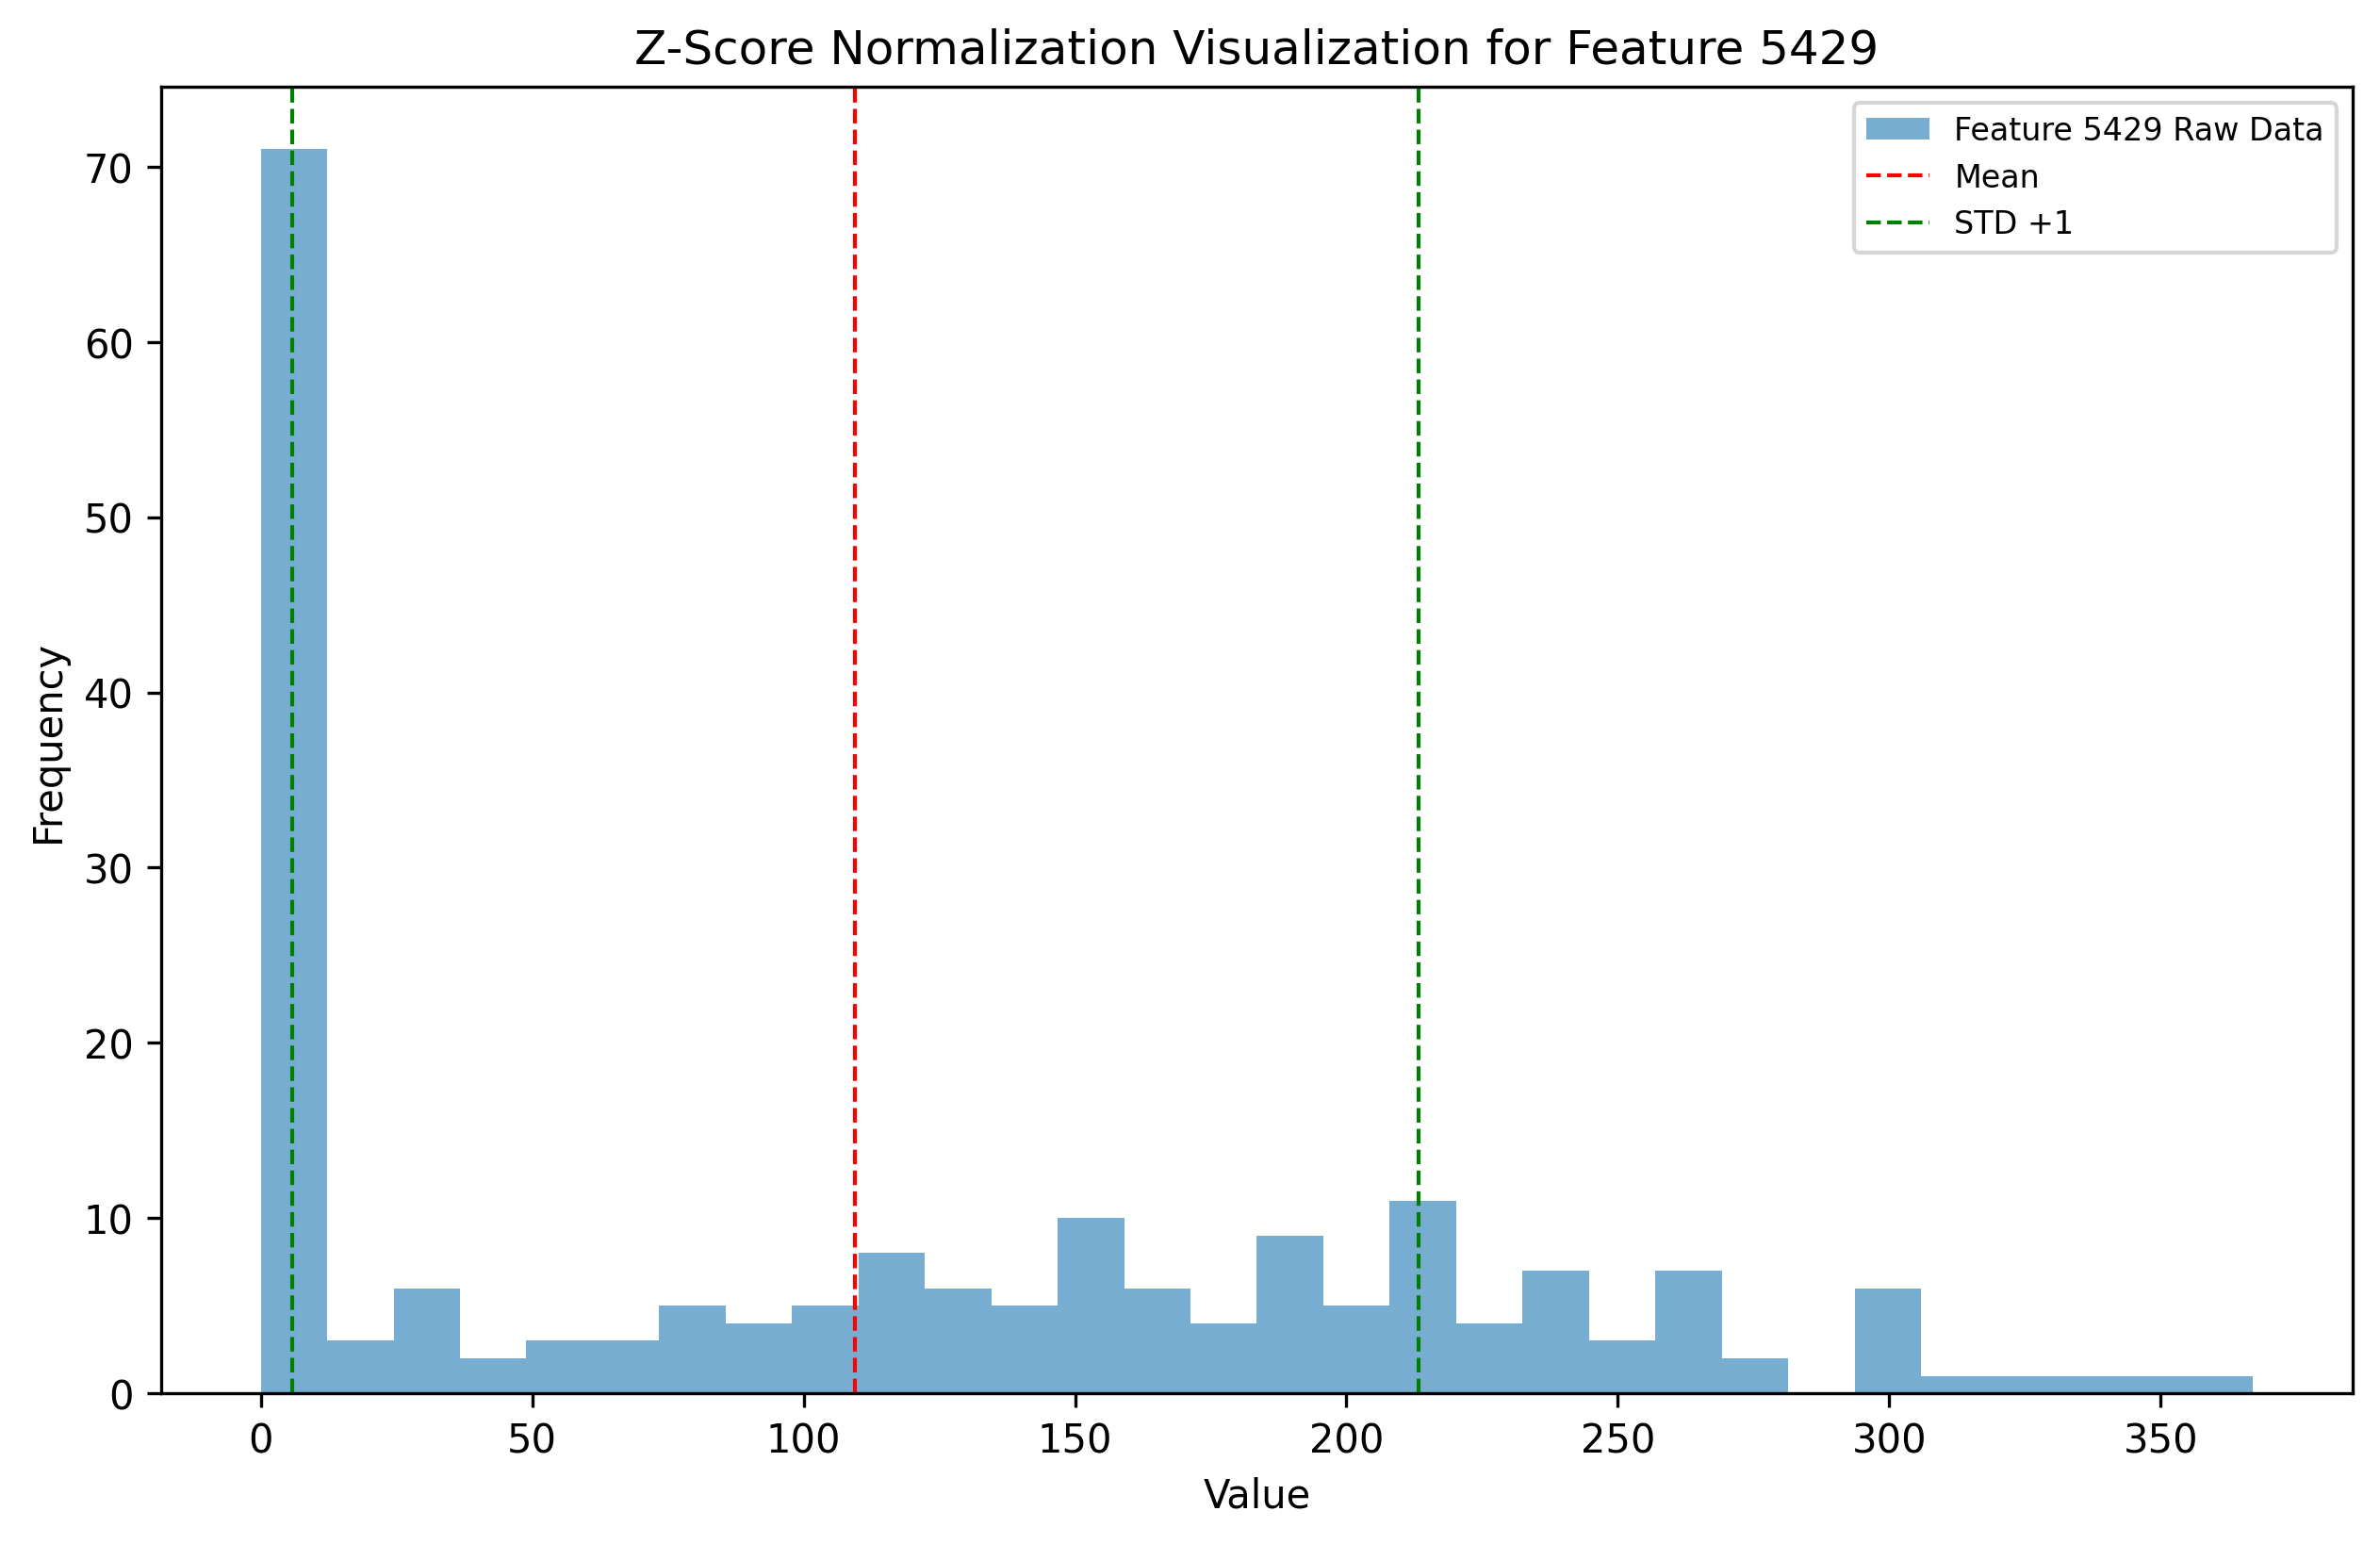 Z-Score Normalization Visualization for Feature 5429
Feature 5429 Raw Data
Mean
STD +1
70
60
50
40
30
20
10
0
Frequency
0 50 100 150 200 250 300 350
Value